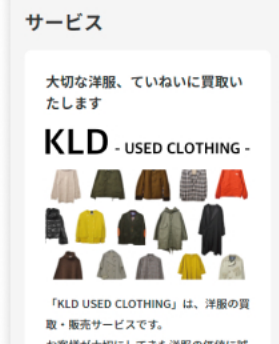 サービス
大切な洋服、ていねいに買取い
たします
KLD - USED CLOTHING -
「KLD USED CLOTHING」は、洋服の買
取・販売サービスです。